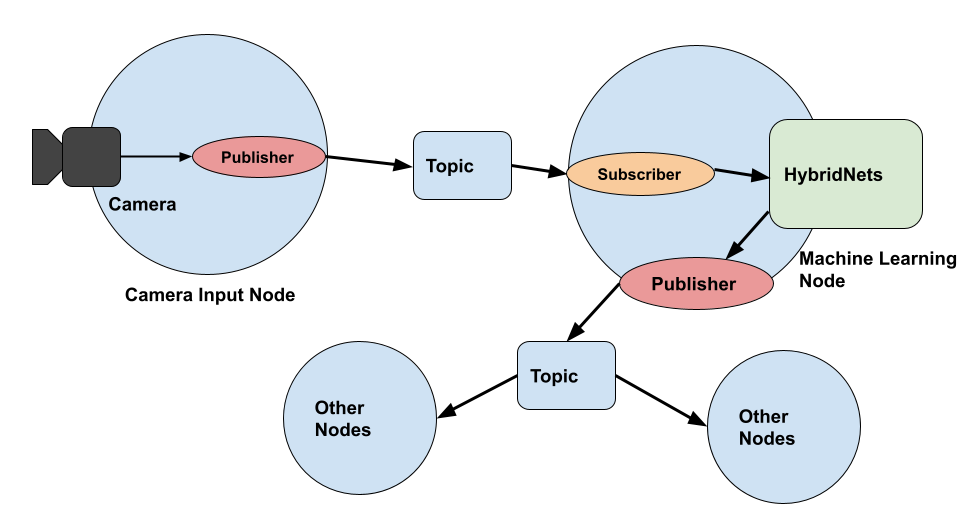 Publisher
Topic
Subscriber
HybridNets
Camera
Machine Learning
Node
Camera Input Node
Publisher
Topic
Other
Nodes
Other
Nodes